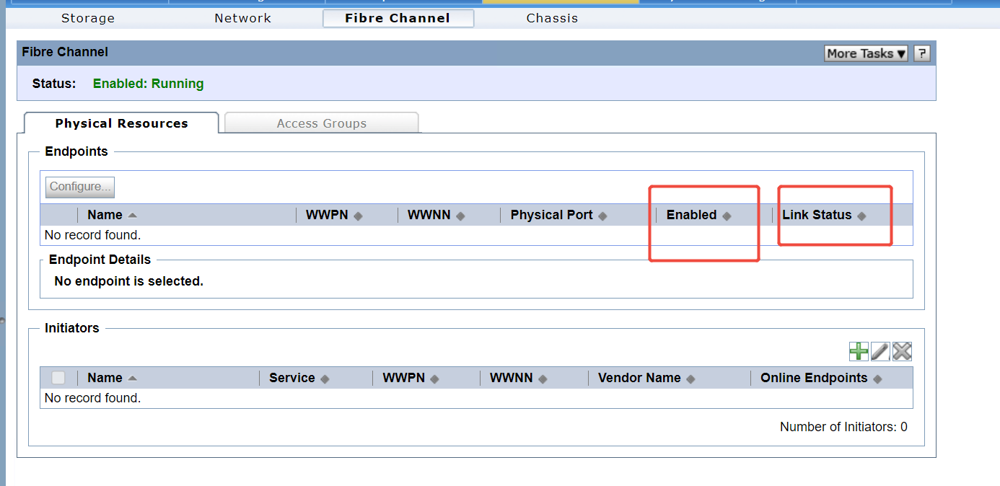 Storage Network Fibre Channel Chassis
Fibre Channel More Tasks ▼ ?
Status: Enabled: Running
Physical Resources Access Groups
Endpoints
Configure...
Name WWPN WWNN Physical Port Enabled Link Status
No record found.
Endpoint Details
No endpoint is selected.
Initiators
Name Service WWPN WWNN Vendor Name Online Endpoints
No record found.
Number of Initiators: 0